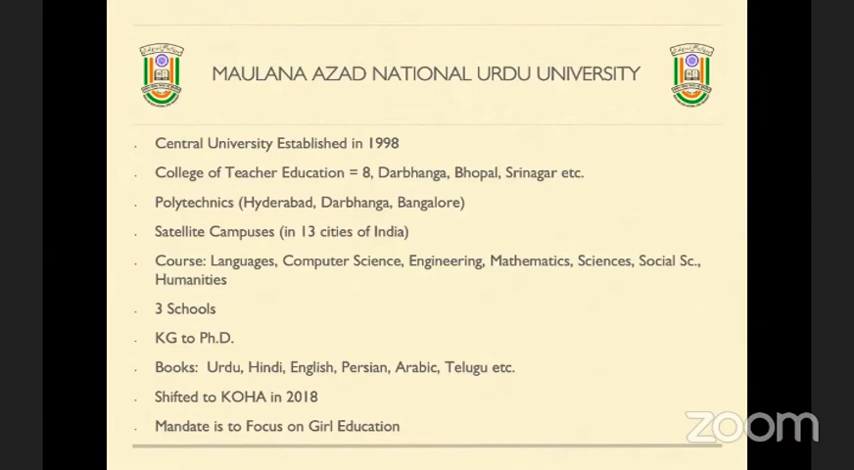 MAULANA AZAD NATIONAL URDU UNIVERSITY
Central University Established in 1998
College of Teacher Education = 8, Darbhanga, Bhopal, Srinagar etc.
Polytechnics (Hyderabad, Darbhanga, Bangalore)
Satellite Campuses (in 13 cities of India)
Course: Languages, Computer Science, Engineering, Mathematics, Sciences, Social Sc.,
Humanities
3 Schools
KG to Ph.D.
Books: Urdu, Hindi, English, Persian, Arabic, Telugu etc.
Shifted to KOHA in 2018
Mandate is to Focus on Girl Education
zoom